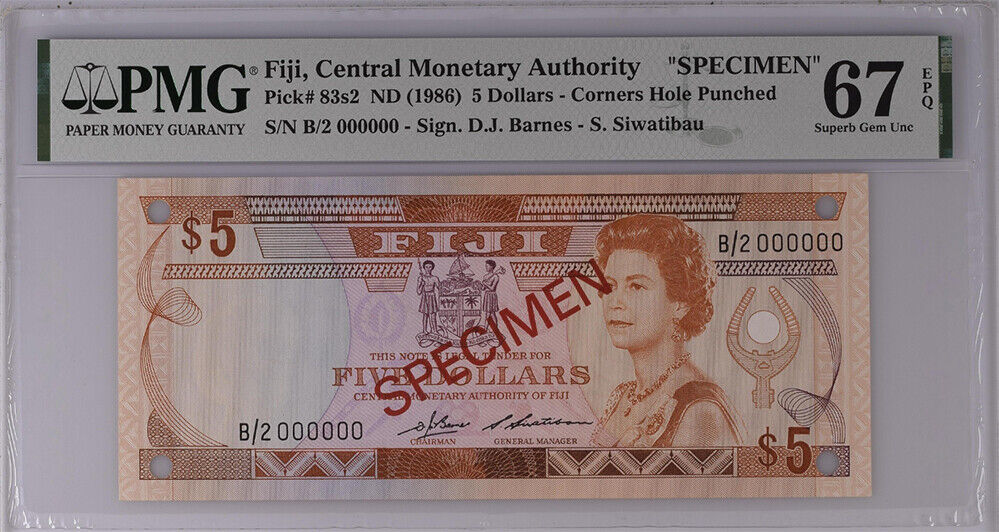 PMG® Fiji, Central Monetary Authority "SPECIMEN" 67 EPQ
Pick# 83s2 ND (1986) 5 Dollars - Corners Hole Punched
PAPER MONEY GUARANTY S/N B/2 000000 - Sign. D.J. Barnes - S. Siwatibau Superb Gem Unc
$5
FIJI
B/2 000000
SPECIMEN
THIS NOTE IS LEGAL TENDER FOR
FIVE DOLLARS
CENTRAL MONETARY AUTHORITY OF FIJI
B/2 000000
D J Barnes S Siwatibau
CHAIRMAN GENERAL MANAGER
$5